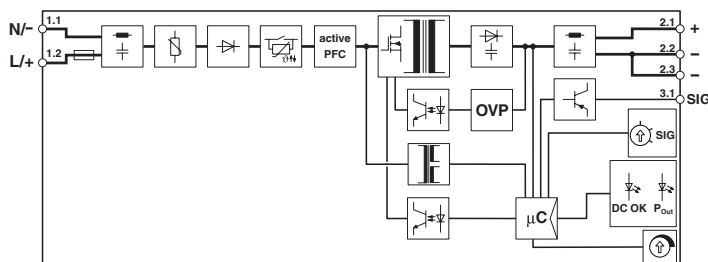 N/− 1.1
L/+ 1.2
active
PFC
2.1 +
2.2 −
2.3 −
3.1 SIG
OVP
SIG
μC
DC OK P Out
ϑ